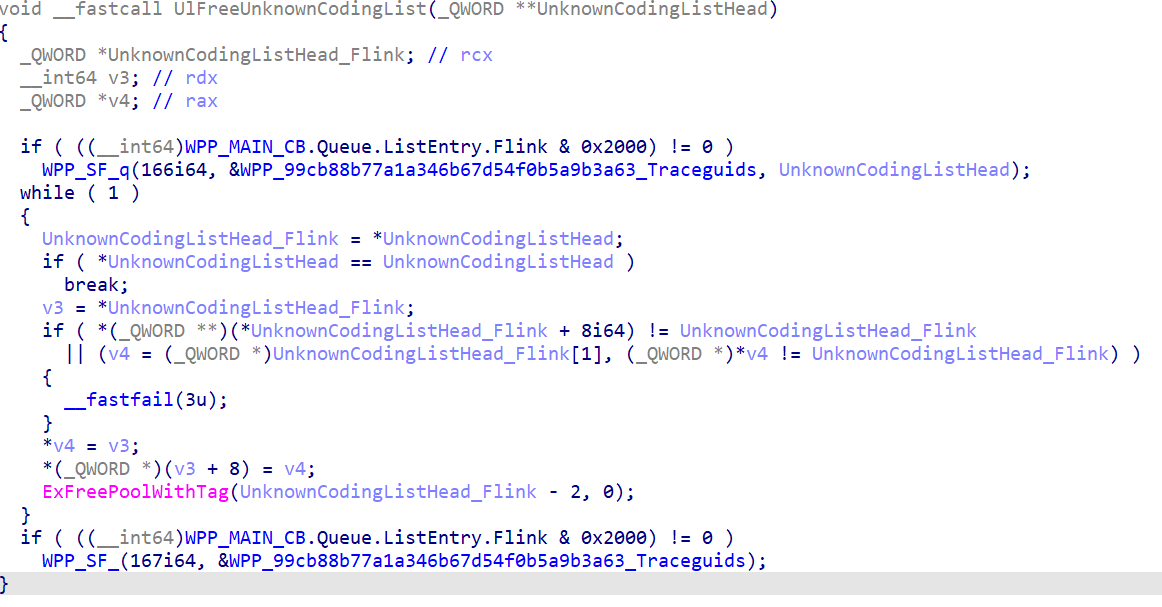 void __fastcall UlFreeUnknownCodingList(_QWORD **UnknownCodingListHead)
{
  _QWORD *UnknownCodingListHead_Flink; // rcx
  __int64 v3; // rdx
  _QWORD *v4; // rax

  if ( ((__int64)WPP_MAIN_CB.Queue.ListEntry.Flink & 0x2000) != 0 )
    WPP_SF_q(166i64, &WPP_99cb88b77a1a346b67d54f0b5a9b3a63_Traceguids, UnknownCodingListHead);
  while ( 1 )
  {
    UnknownCodingListHead_Flink = *UnknownCodingListHead;
    if ( *UnknownCodingListHead == UnknownCodingListHead )
      break;
    v3 = *UnknownCodingListHead_Flink;
    if ( *(_QWORD **)(*UnknownCodingListHead_Flink + 8i64) != UnknownCodingListHead_Flink
      || (v4 = (_QWORD *)UnknownCodingListHead_Flink[1], (_QWORD *)*v4 != UnknownCodingListHead_Flink) )
    {
      __fastfail(3u);
    }
    *v4 = v3;
    *(_QWORD *)(v3 + 8) = v4;
    ExFreePoolWithTag(UnknownCodingListHead_Flink - 2, 0);
  }
  if ( ((__int64)WPP_MAIN_CB.Queue.ListEntry.Flink & 0x2000) != 0 )
    WPP_SF_(167i64, &WPP_99cb88b77a1a346b67d54f0b5a9b3a63_Traceguids);
}